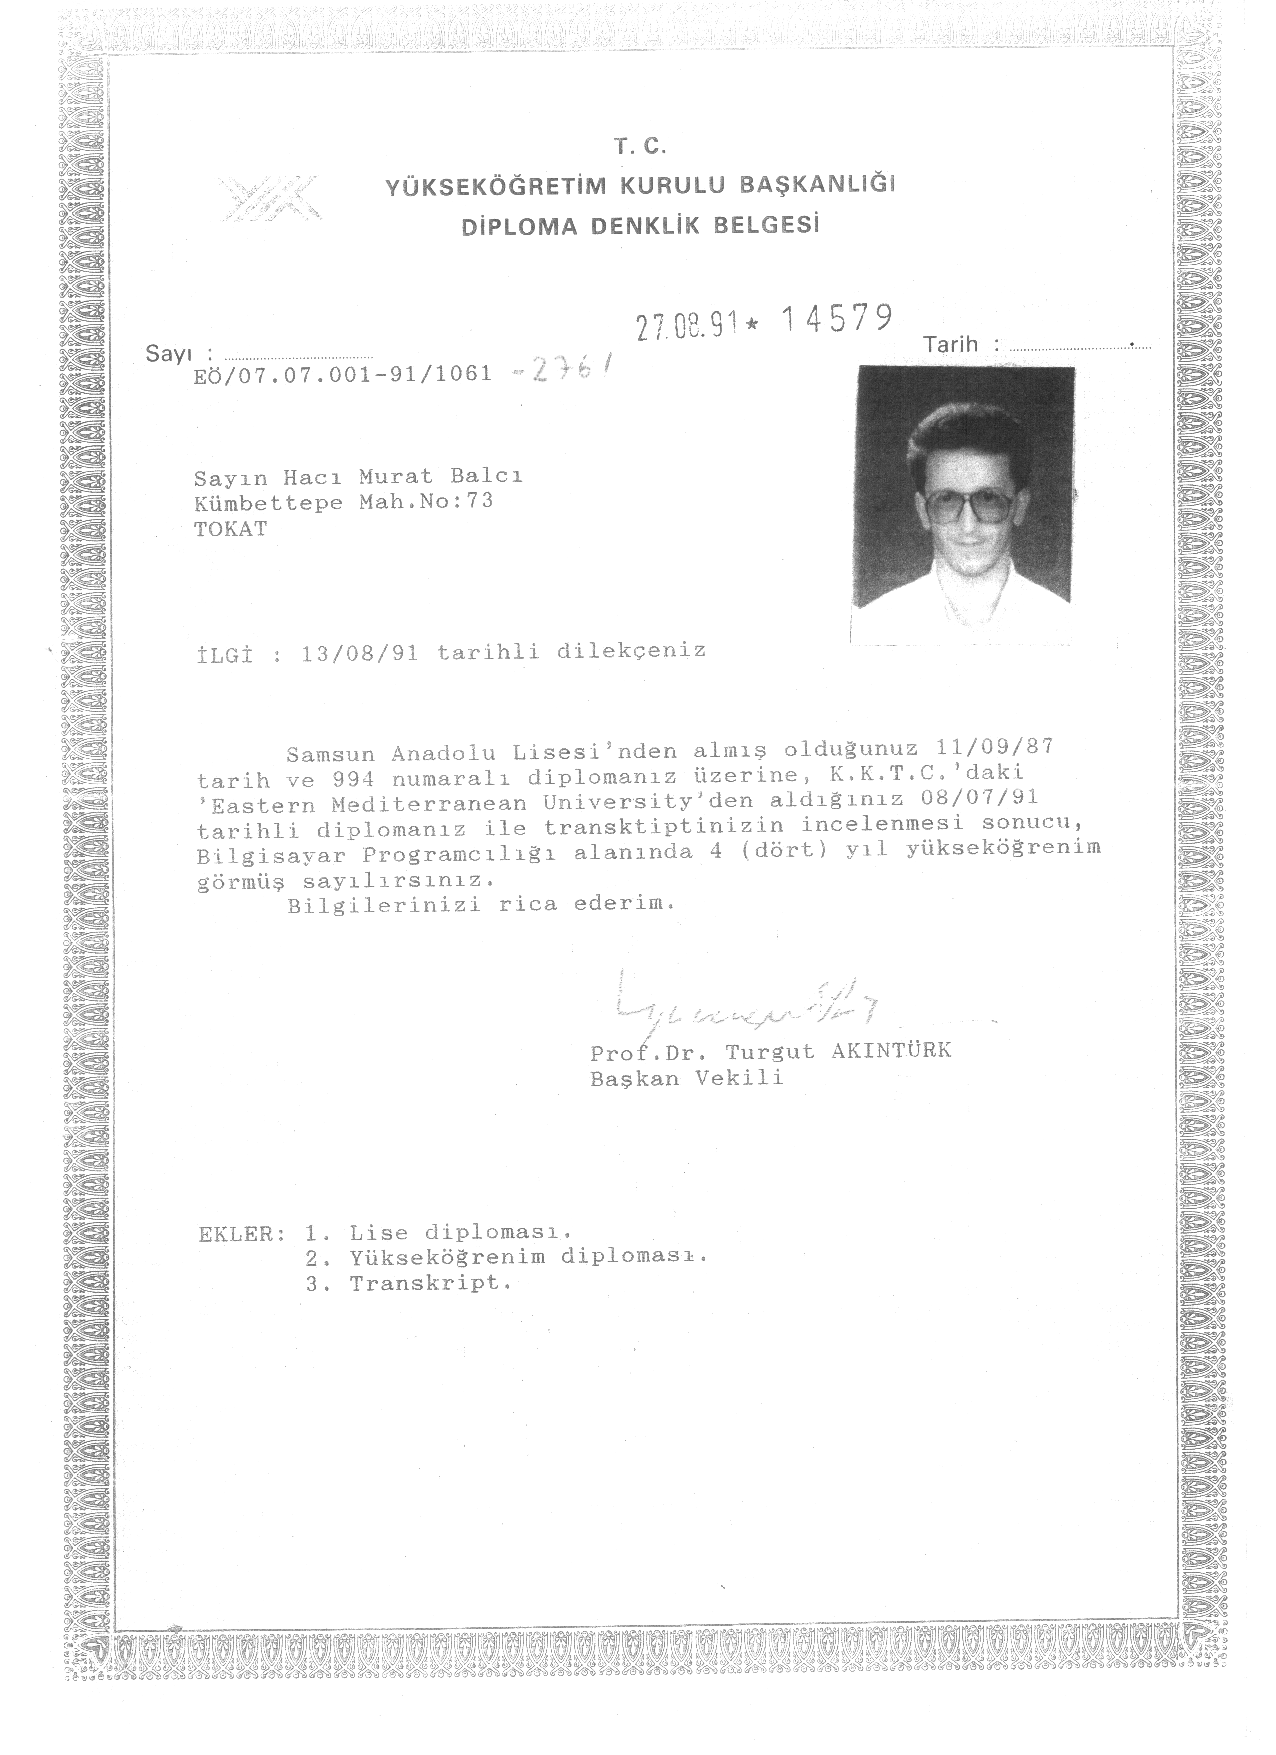 T. C.
YÜKSEKÖĞRETİM KURULU BAŞKANLIĞI
DİPLOMA DENKLİK BELGESİ
27.08.91* 14579
Sayı :
Tarih :
EÖ/07.07.001-91/1061 -2761
Sayın Hacı Murat Balcı
Kümbettepe Mah.No:73
TOKAT
İLGİ : 13/08/91 tarihli dilekçeniz
Samsun Anadolu Lisesi'nden almış olduğunuz 11/09/87
tarih ve 994 numaralı diplomanız üzerine, K.K.T.C.'daki
'Eastern Mediterranean University'den aldığınız 08/07/91
tarihli diplomanız ile transktiptinizin incelenmesi sonucu,
Bilgisayar Programcılığı alanında 4 (dört) yıl yükseköğrenim
görmüş sayılırsınız.
Bilgilerinizi rica ederim.
Prof.Dr. Turgut AKINTÜRK
Başkan Vekili
EKLER: 1. Lise diploması.
2. Yükseköğrenim diploması.
3. Transkript.